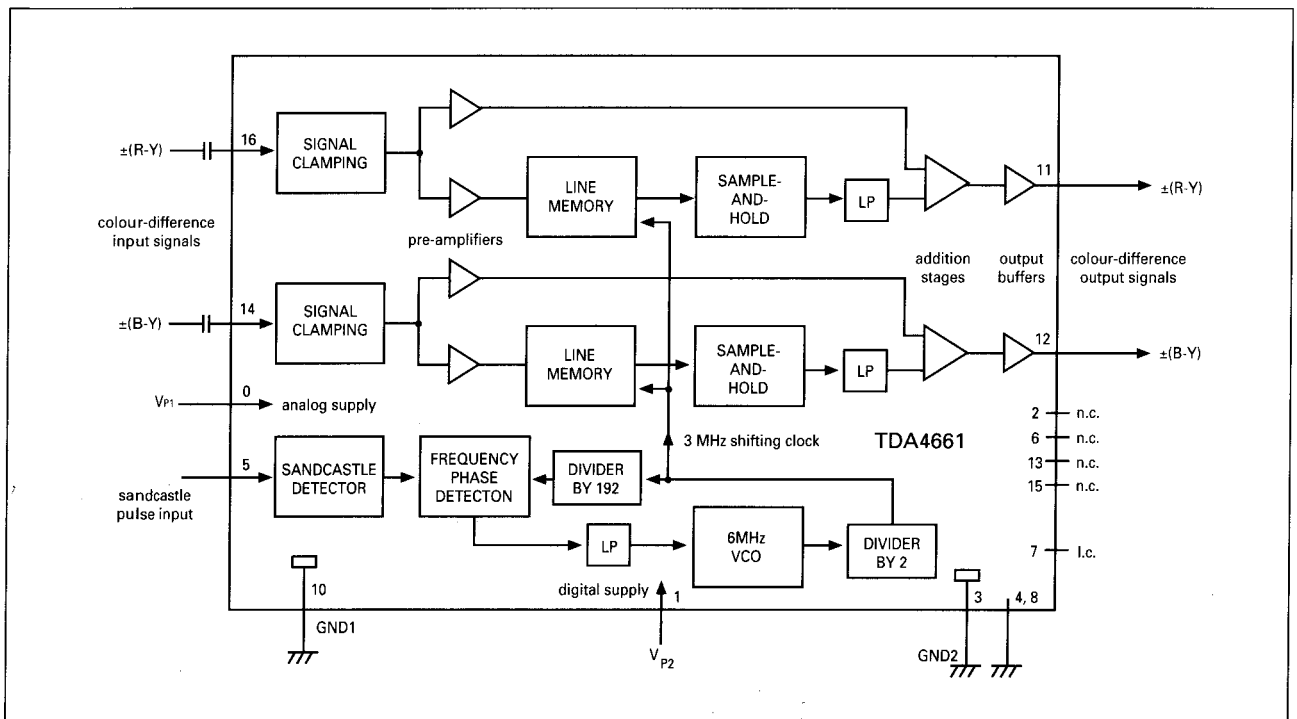 ±(R-Y)
16
SIGNAL
CLAMPING
LINE
MEMORY
SAMPLE-
AND-
HOLD
LP
11
±(R-Y)
colour-difference
input signals
pre-amplifiers
addition
stages
output
buffers
colour-difference
output signals
±(B-Y)
14
SIGNAL
CLAMPING
LINE
MEMORY
SAMPLE-
AND-
HOLD
LP
12
±(B-Y)
VP1
0
analog supply
2 n.c.
6 n.c.
13 n.c.
15 n.c.
7 I.c.
3 MHz shifting clock
TDA4661
sandcastle
pulse input
5
SANDCASTLE
DETECTOR
FREQUENCY
PHASE
DETECTON
DIVIDER
BY 192
LP
6MHz
VCO
DIVIDER
BY 2
10
GND1
digital supply
1
VP2
3
GND2
4, 8